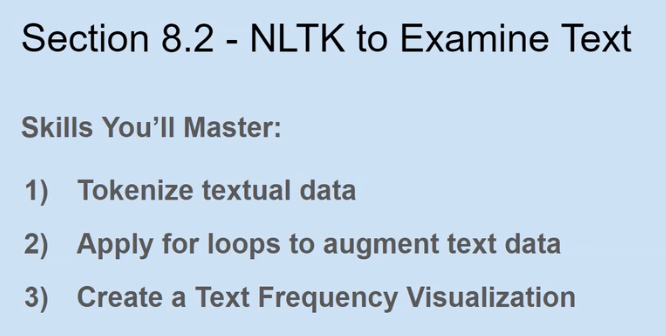 Section 8.2 - NLTK to Examine Text
Skills You'll Master:
1) Tokenize textual data
2) Apply for loops to augment text data
3) Create a Text Frequency Visualization